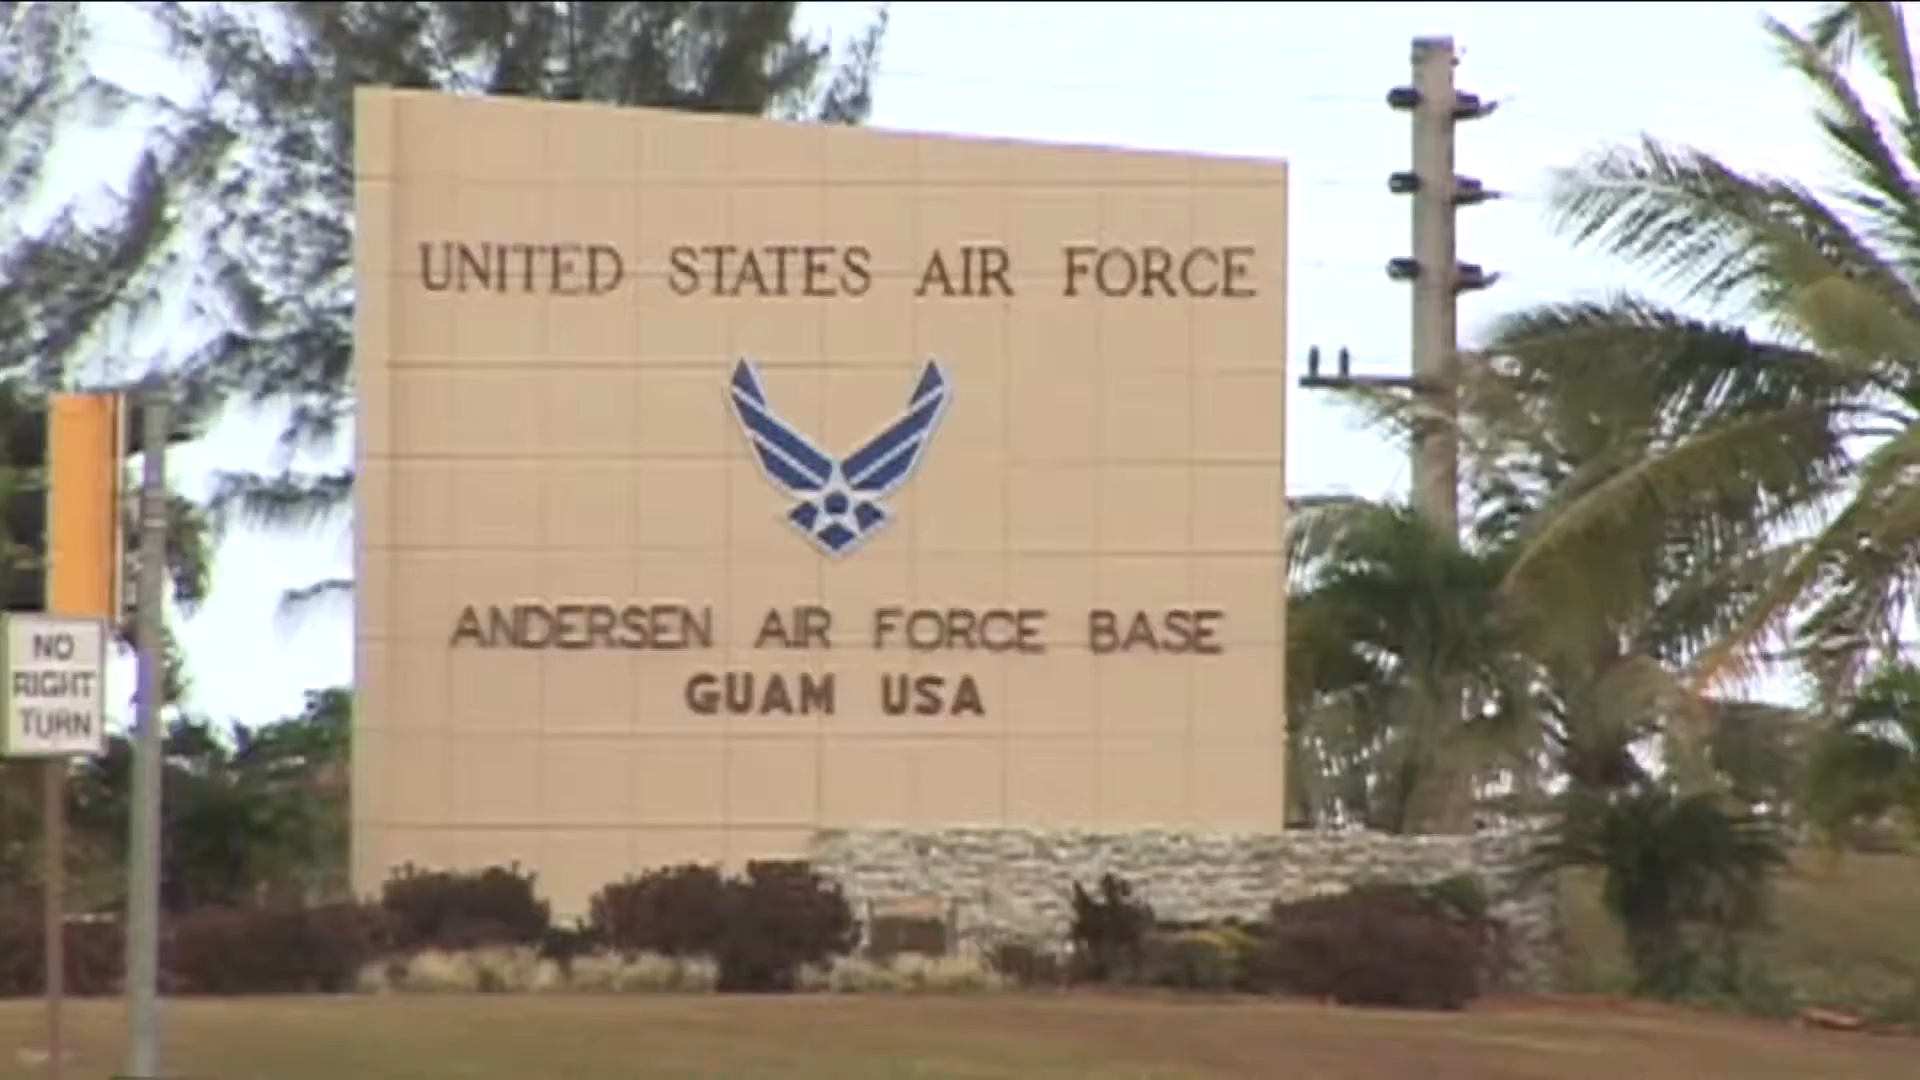 UNITED STATES AIR FORCE
ANDERSEN AIR FORCE BASE
GUAM USA
NO
RIGHT
TURN